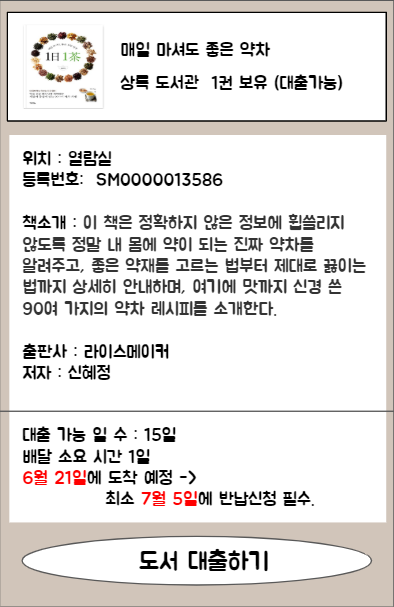 1日 1茶
매일 마셔도 좋은 약차
상록 도서관 1권 보유 (대출가능)
위치 : 열람실
등록번호: SM0000013586
책소개 : 이 책은 정확하지 않은 정보에 휩쓸리지
않도록 정말 내 몸에 약이 되는 진짜 약차를
알려주고, 좋은 약재를 고르는 법부터 제대로 끓이는
법까지 상세히 안내하며, 여기에 맛까지 신경 쓴
90여 가지의 약차 레시피를 소개한다.
출판사 : 라이스메이커
저자 : 신혜정
대출 가능 일 수 : 15일
배달 소요 시간 1일
6월 21일에 도착 예정 ->
최소 7월 5일에 반납신청 필수.
도서 대출하기